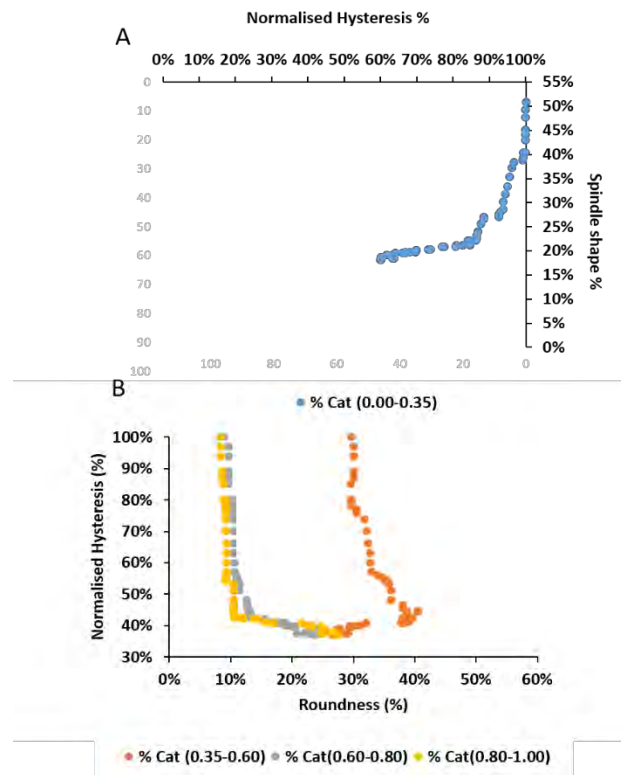 Normalised Hysteresis %
A
0% 10% 20% 30% 40% 50% 60% 70% 80% 90% 100%
0 55%
10 50%
20 45%
30 40%
40 35%
50 30%
60 25%
70 20%
80 15%
90 10%
100 5%
0%
Spindle shape %
100 80 60 40 20 0
B
% Cat (0.00-0.35)
100%
90%
80%
70%
60%
50%
40%
30%
Normalised Hysteresis (%)
0% 10% 20% 30% 40% 50% 60%
Roundness (%)
% Cat (0.35-0.60) % Cat(0.60-0.80) % Cat(0.80-1.00)